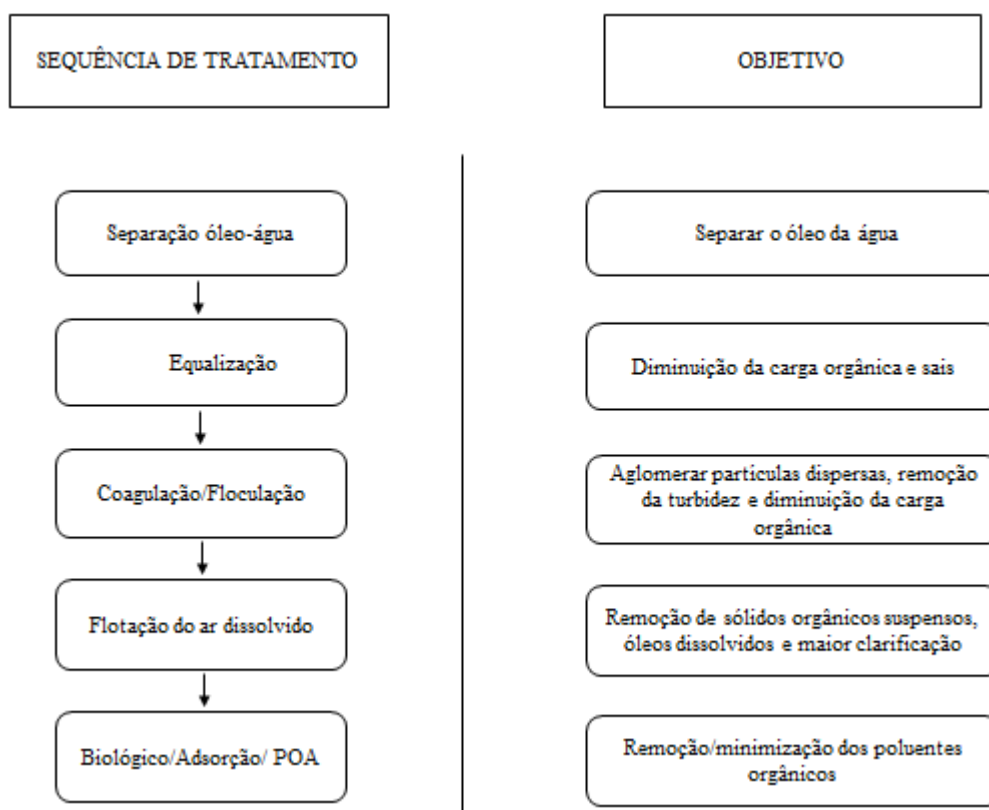 SEQUÊNCIA DE TRATAMENTO
OBJETIVO
Separação óleo-água
Separar o óleo da água
Equalização
Diminuição da carga orgânica e sais
Coagulação/Floculação
Aglomerar partículas dispersas, remoção
da turbidez e diminuição da carga
orgânica
Flotação do ar dissolvido
Remoção de sólidos orgânicos suspensos,
óleos dissolvidos e maior clarificação
Biológico/Adsorção/ POA
Remoção/minimização dos poluentes
orgânicos